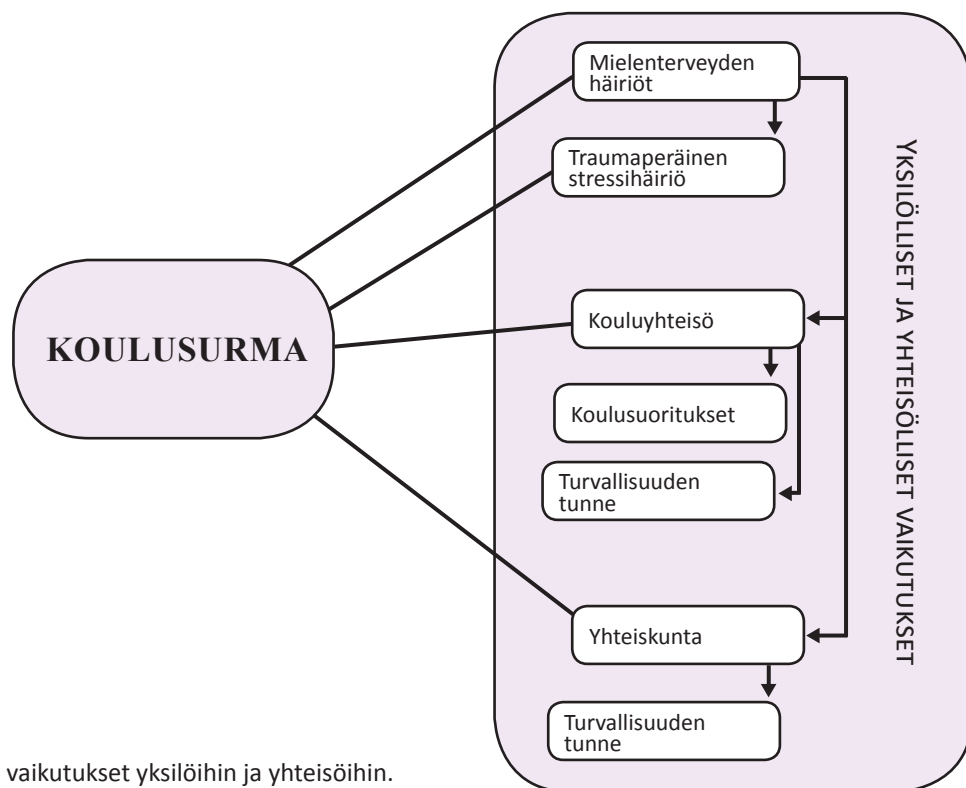 KOULUSURMA
Mielenterveyden
häiriöt
Traumaperäinen
stressihäiriö
Kouluyhteisö
Koulusuoritukset
Turvallisuuden
tunne
Yhteiskunta
Turvallisuuden
tunne
YKSILÖLLISET JA YHTEISÖLLISET VAIKUTUKSET
vaikutukset yksilöihin ja yhteisöihin.